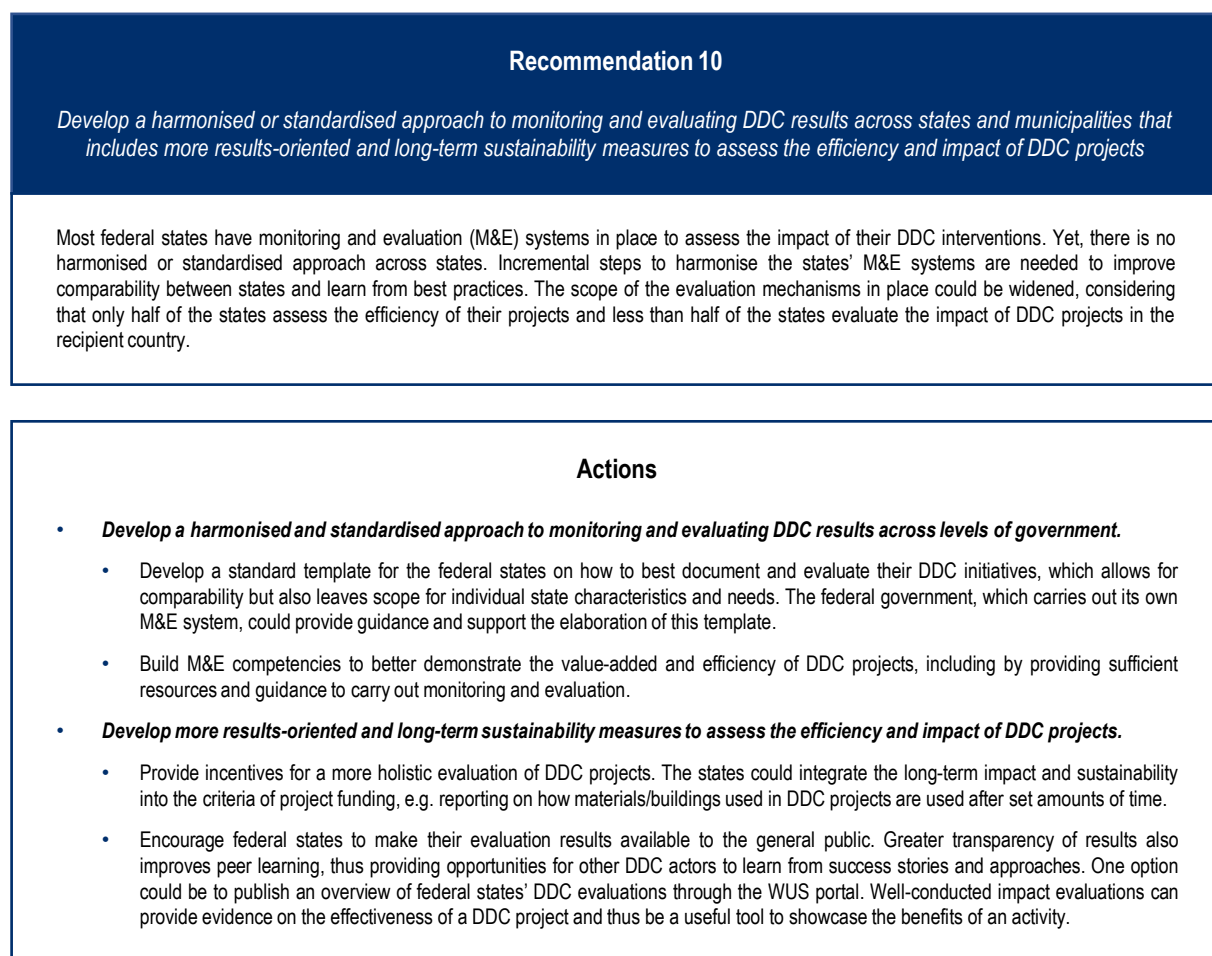 Recommendation 10
Develop a harmonised or standardised approach to monitoring and evaluating DDC results across states and municipalities that
includes more results-oriented and long-term sustainability measures to assess the efficiency and impact of DDC projects
Most federal states have monitoring and evaluation (M&E) systems in place to assess the impact of their DDC interventions. Yet, there is no
harmonised or standardised approach across states. Incremental steps to harmonise the states’ M&E systems are needed to improve
comparability between states and learn from best practices. The scope of the evaluation mechanisms in place could be widened, considering
that only half of the states assess the efficiency of their projects and less than half of the states evaluate the impact of DDC projects in the
recipient country.
Actions
• Develop a harmonised and standardised approach to monitoring and evaluating DDC results across levels of government.
• Develop a standard template for the federal states on how to best document and evaluate their DDC initiatives, which allows for
comparability but also leaves scope for individual state characteristics and needs. The federal government, which carries out its own
M&E system, could provide guidance and support the elaboration of this template.
• Build M&E competencies to better demonstrate the value-added and efficiency of DDC projects, including by providing sufficient
resources and guidance to carry out monitoring and evaluation.
• Develop more results-oriented and long-term sustainability measures to assess the efficiency and impact of DDC projects.
• Provide incentives for a more holistic evaluation of DDC projects. The states could integrate the long-term impact and sustainability
into the criteria of project funding, e.g. reporting on how materials/buildings used in DDC projects are used after set amounts of time.
• Encourage federal states to make their evaluation results available to the general public. Greater transparency of results also
improves peer learning, thus providing opportunities for other DDC actors to learn from success stories and approaches. One option
could be to publish an overview of federal states’ DDC evaluations through the WUS portal. Well-conducted impact evaluations can
provide evidence on the effectiveness of a DDC project and thus be a useful tool to showcase the benefits of an activity.